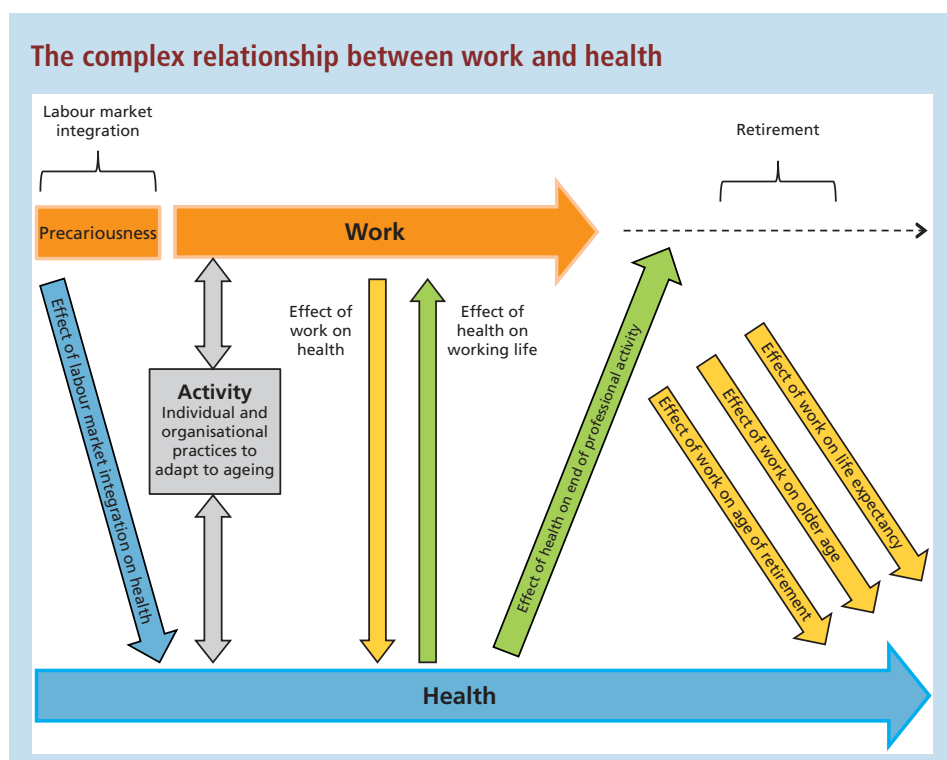 The complex relationship between work and health
Labour market
integration
Retirement
Precariousness
Work
Effect of labour market integration on health
Activity
Individual and
organisational
practices to
adapt to ageing
Effect of
work on
health
Effect of
health on
working life
Effect of health on end of professional activity
Effect of work on age of retirement
Effect of work on older age
Effect of work on life expectancy
Health